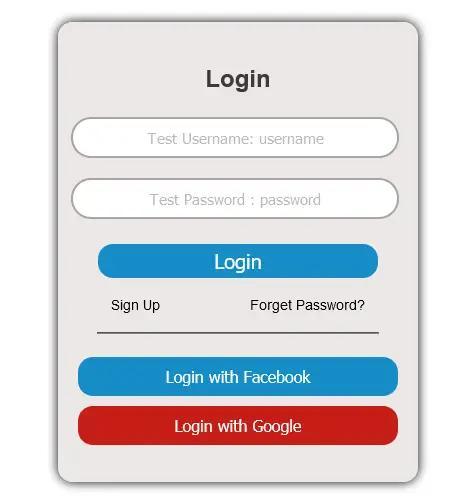 Login
Test Username: username
Test Password : password
Login
Sign Up Forget Password?
Login with Facebook
Login with Google